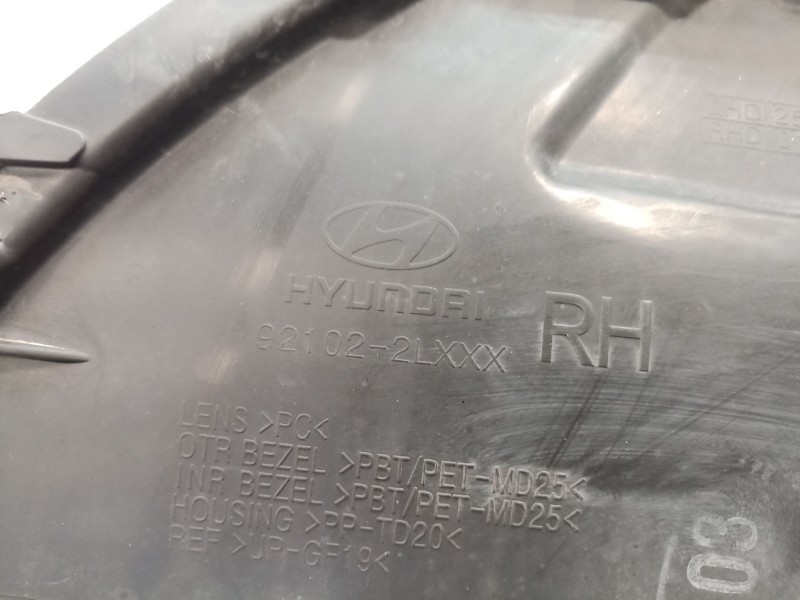 HYUNDAI
92102-2LXXX RH
LENS >PC<
OTR BEZEL >PBT/PET-MD25<
INR BEZEL >PBT/PET-MD25<
HOUSING >PP-TD20<
REF >UP-GF19<
03